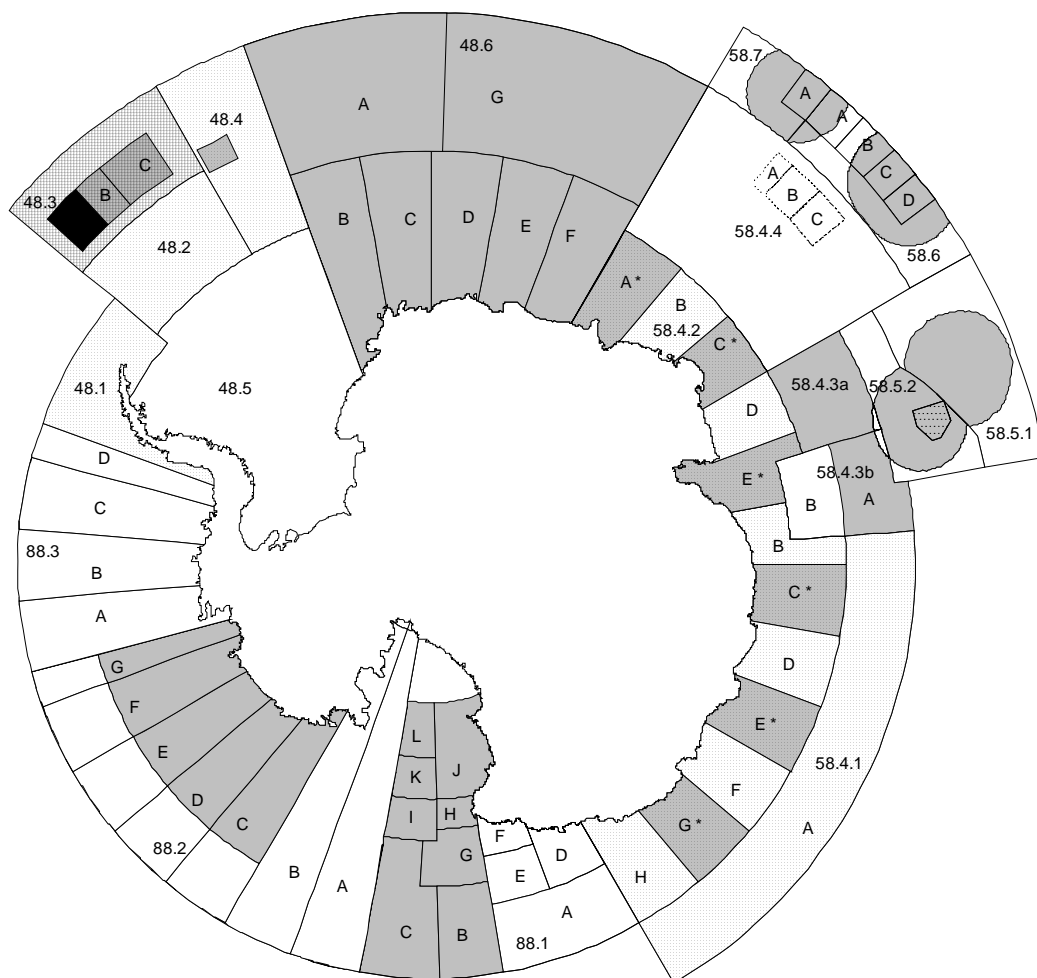 48.6
A
G
B
C
D
E
F
48.4
48.3
B
C
48.2
48.1
48.5
58.7
A
A
B
C
D
58.6
A
B
C
58.4.4
A *
B
58.4.2
C *
D
E *
58.4.3a
58.5.2
58.5.1
58.4.3b
B
A
B
C *
D
E *
F
G *
H
58.4.1
A
D
C
88.3
B
A
G
F
E
D
C
88.2
B
A
L
K
J
I
H
G
C
B
F
E
D
A
88.1